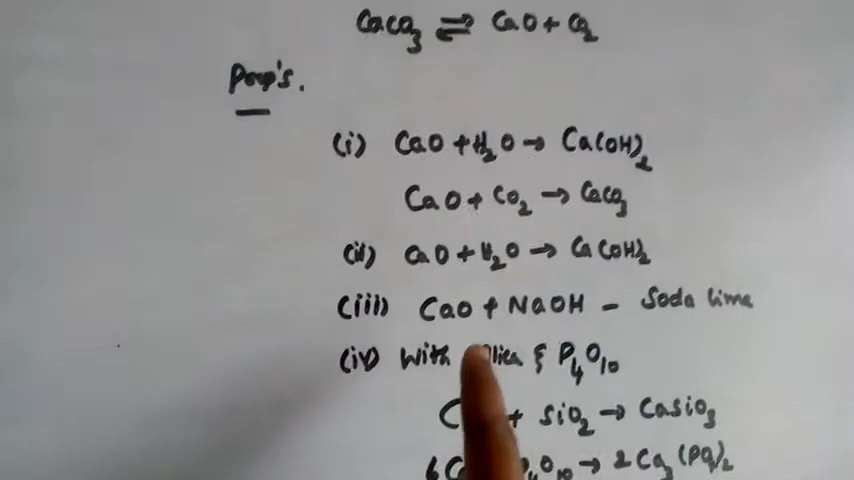 CaCO3 ⇌ CaO + CO2
Prop's.
(i) CaO + H2O → Ca(OH)2
CaO + CO2 → CaCO3
(ii) CaO + H2O → Ca(OH)2
(iii) CaO + NaOH - Soda lime
(iv) With & P4O10
+ SiO2 → CaSiO3
→ 2Ca3(PO4)2